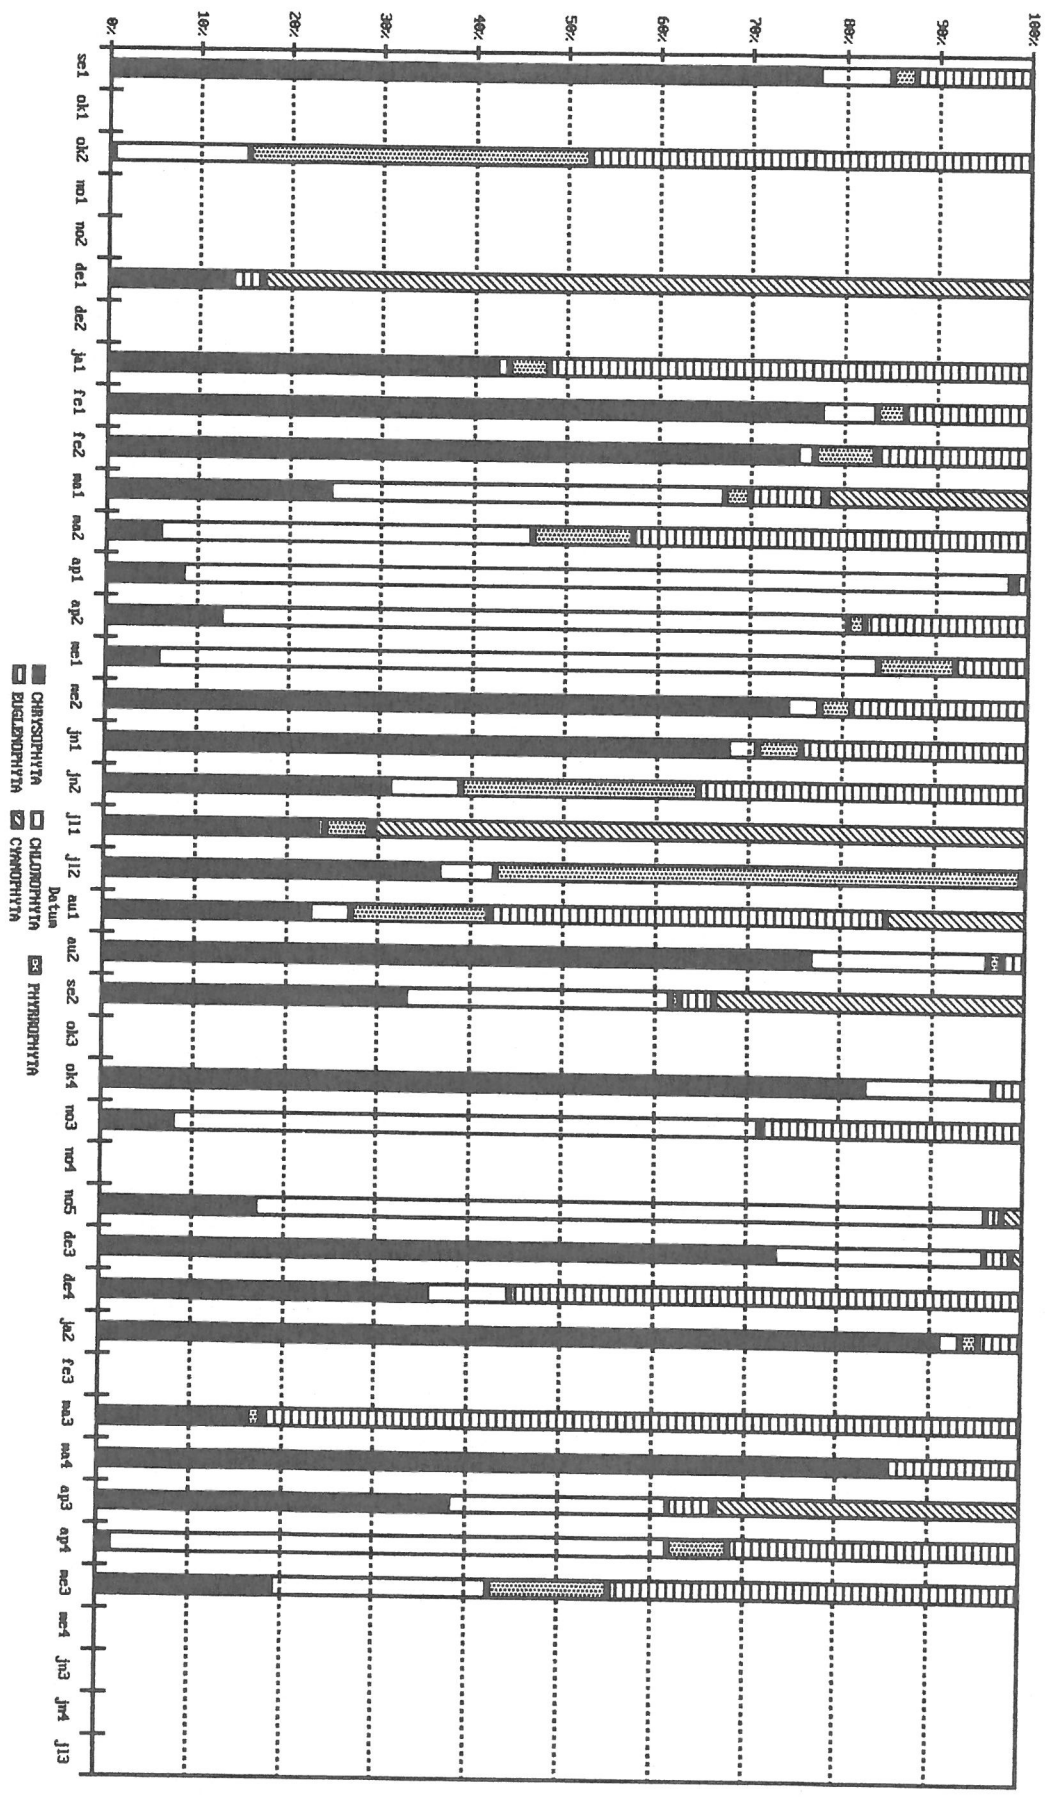 100%
90%
80%
70%
60%
50%
40%
30%
20%
10%
0%
se1 ok1 ok2 no1 no2 de1 de2 ja1 fe1 fe2 ma1 ma2 ap1 ap2 me1 me2 jn1 jn2 jl1 jl2 au1 au2 se2 ok3 ok4 no3 no4 no5 de3 de4 ja2 fe3 ma3 ma4 ap3 ap4 me3 me4 jn3 jn4 jl3
Datum
CHRYSOPHYTA CHLOROPHYTA PHYRROPHYTA
EUGLENOPHYTA CYANOPHYTA